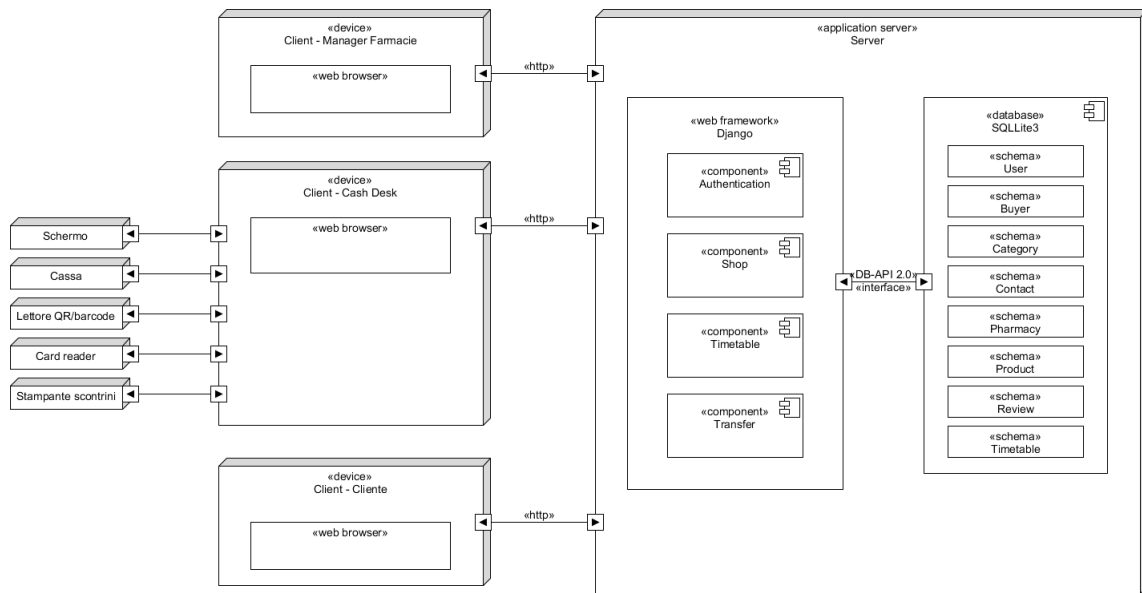 «device»
Client - Manager Farmacie
«web browser»
«http»
«device»
Client - Cash Desk
«web browser»
«http»
Schermo
Cassa
Lettore QR/barcode
Card reader
Stampante scontrini
«device»
Client - Cliente
«web browser»
«http»
«application server»
Server
«web framework»
Django
«component»
Authentication
«component»
Shop
«component»
Timetable
«component»
Transfer
«DB-API 2.0»
«interface»
«database»
SQLLite3
«schema»
User
«schema»
Buyer
«schema»
Category
«schema»
Contact
«schema»
Pharmacy
«schema»
Product
«schema»
Review
«schema»
Timetable